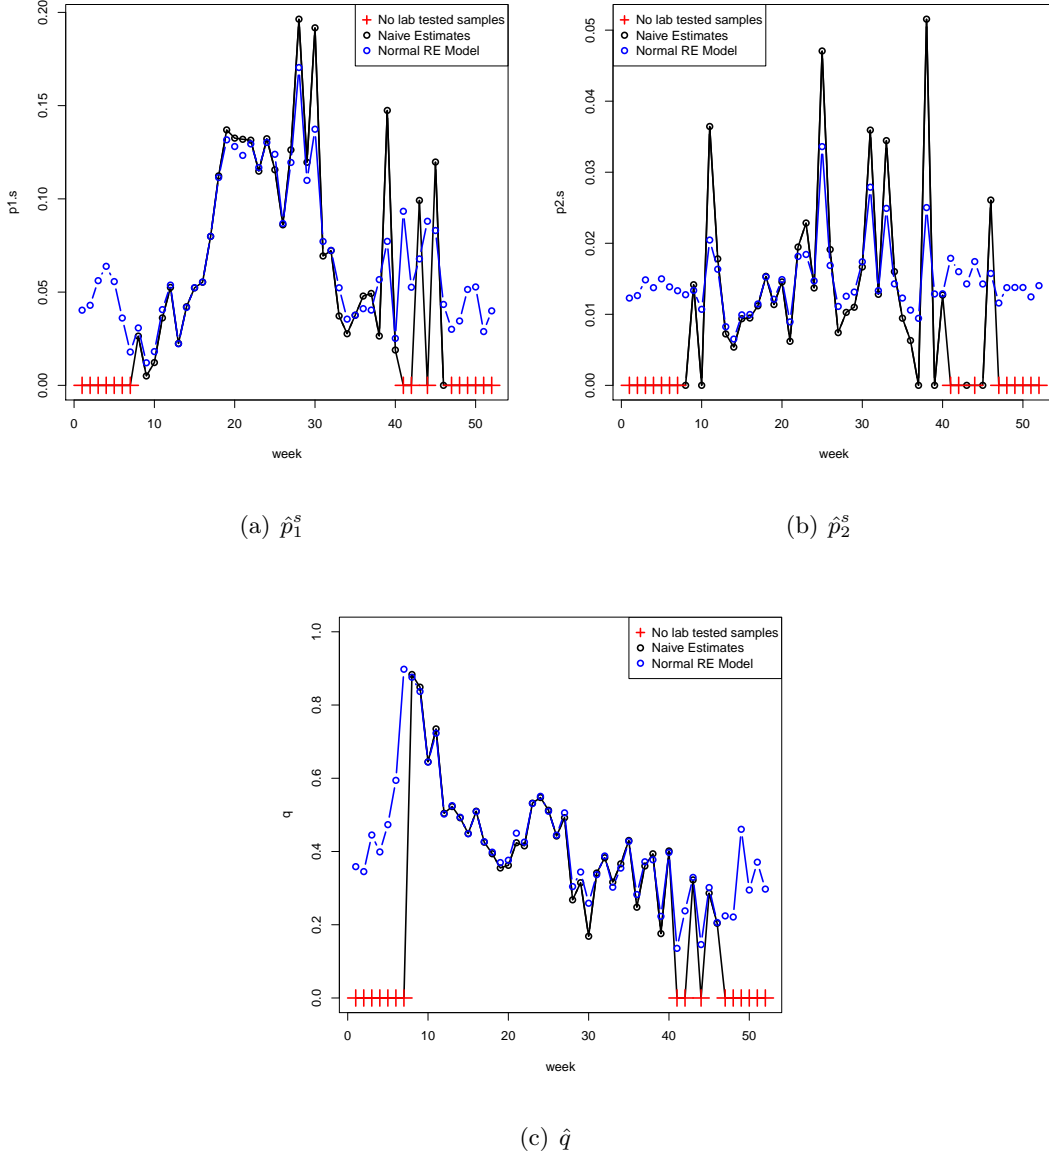 No lab tested samples
Naive Estimates
Normal RE Model
0.20
0.15
0.10
0.05
0.00
p1.s
0 10 20 30 40 50
week
(a) p̂₁ˢ
No lab tested samples
Naive Estimates
Normal RE Model
0.05
0.04
0.03
0.02
0.01
0.00
p2.s
0 10 20 30 40 50
week
(b) p̂₂ˢ
No lab tested samples
Naive Estimates
Normal RE Model
1.0
0.8
0.6
0.4
0.2
0.0
q
0 10 20 30 40 50
week
(c) q̂